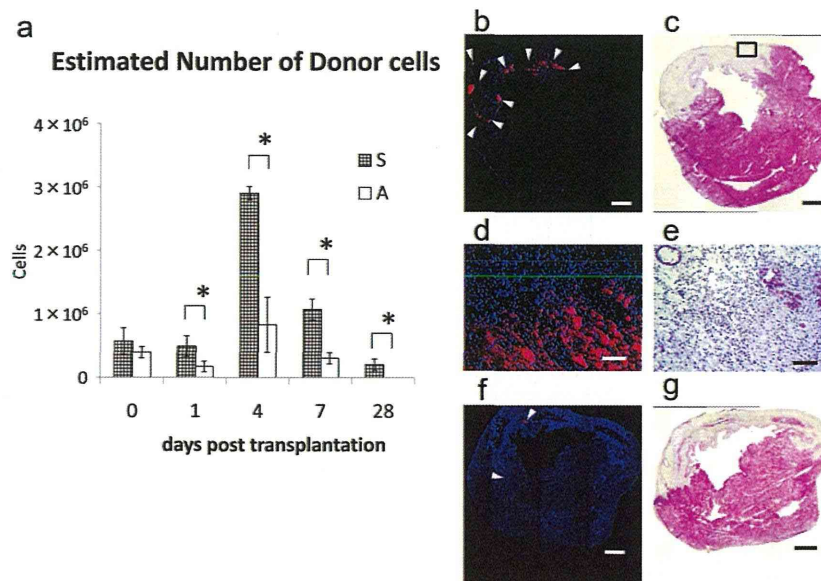 a
Estimated Number of Donor cells
4×10⁶
3×10⁶
2×10⁶
1×10⁶
0
Cells
* * * *
S
A
0 1 4 7 28
days post transplantation
b
c
d
e
f
g